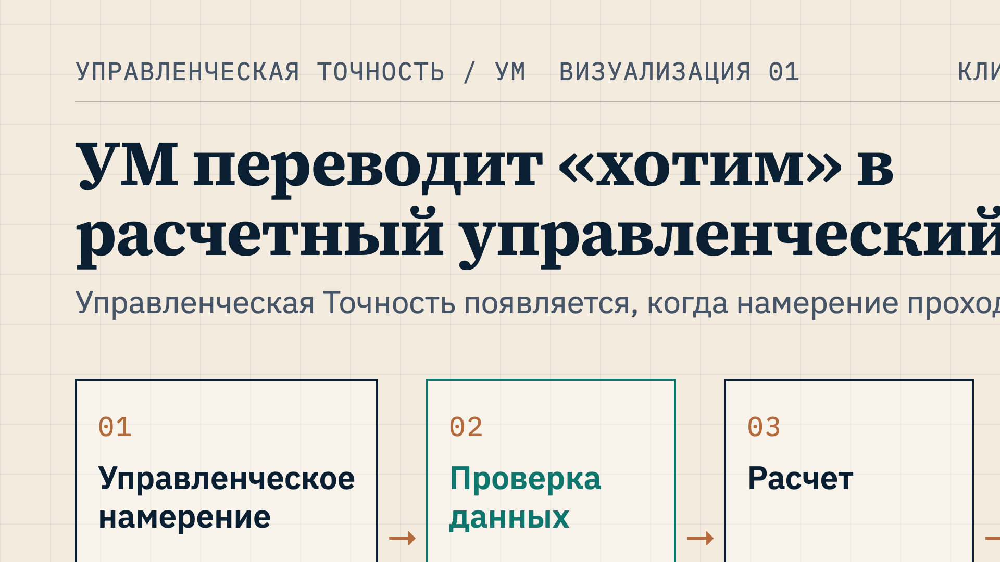 УПРАВЛЕНЧЕСКАЯ ТОЧНОСТЬ / УМ ВИЗУАЛИЗАЦИЯ 01
УМ переводит «хотим» в
расчетный управленческий
Управленческая Точность появляется, когда намерение
01
Управленческое
намерение
→
02
Проверка
данных
→
03
Расчет